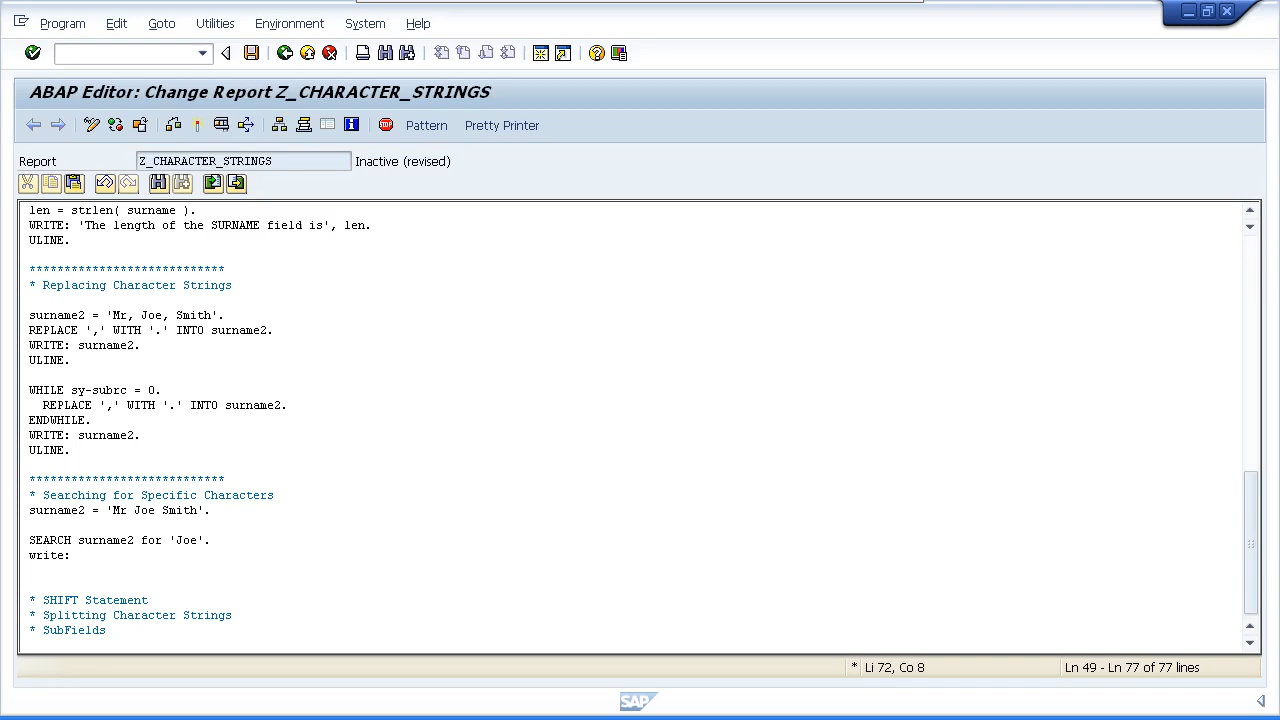 Program Edit Goto Utilities Environment System Help
ABAP Editor: Change Report Z_CHARACTER_STRINGS
STOP Pattern Pretty Printer
Report Z_CHARACTER_STRINGS Inactive (revised)
len = strlen( surname ).
WRITE: 'The length of the SURNAME field is', len.
ULINE.
****************************
* Replacing Character Strings
surname2 = 'Mr, Joe, Smith'.
REPLACE ',' WITH '.' INTO surname2.
WRITE: surname2.
ULINE.
WHILE sy-subrc = 0.
  REPLACE ',' WITH '.' INTO surname2.
ENDWHILE.
WRITE: surname2.
ULINE.
****************************
* Searching for Specific Characters
surname2 = 'Mr Joe Smith'.
SEARCH surname2 for 'Joe'.
write:
* SHIFT Statement
* Splitting Character Strings
* SubFields
* Li 72, Co 8 Ln 49 - Ln 77 of 77 lines
SAP